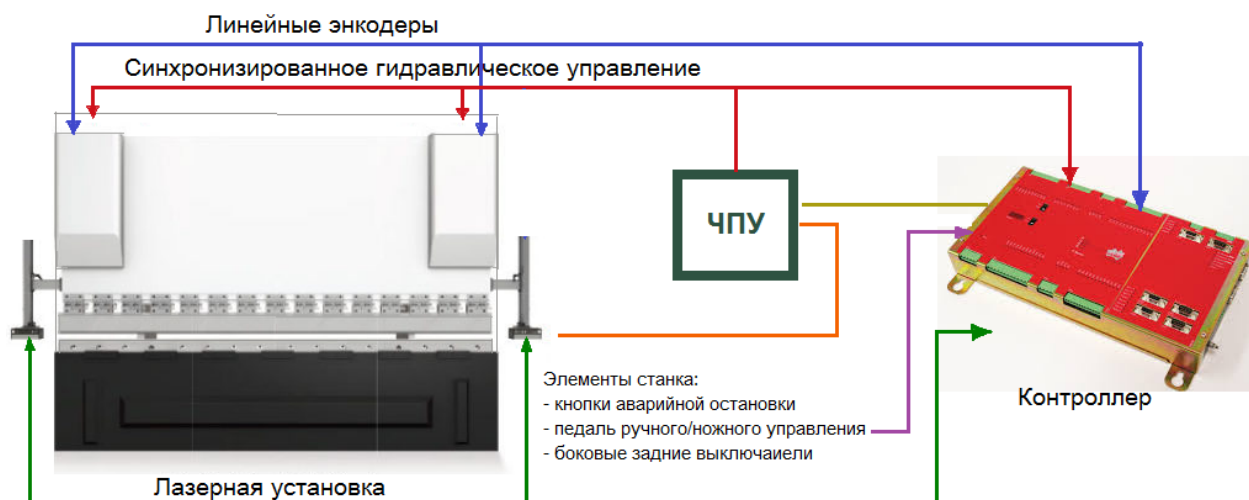 Линейные энкодеры
Синхронизированное гидравлическое управление
ЧПУ
Элементы станка:
- кнопки аварийной остановки
- педаль ручного/ножного управления
- боковые задние выключаиели
Контроллер
Лазерная установка